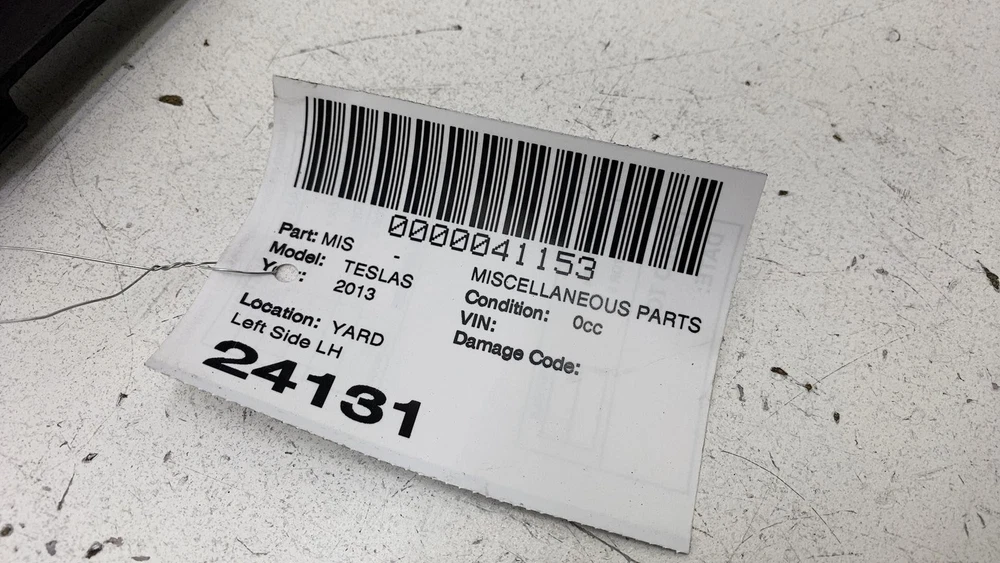 0000041153
Part: MIS - MISCELLANEOUS PARTS
Model: TESLAS Condition: 0cc
2013 VIN:
Location: YARD Damage Code:
Left Side LH
24131